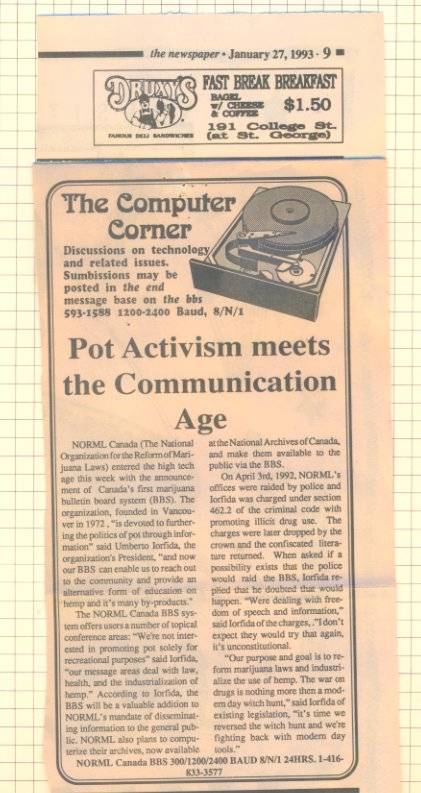 the newspaper • January 27, 1993 • 9
DRUXY'S
FAMOUS DELI SANDWICHES
FAST BREAK BREAKFAST
BAGEL
w/ CHEESE
& COFFEE
$1.50
191 College St.
(at St. George)
The Computer
Corner
Discussions on technology
and related issues.
Sumbissions may be
posted in the end
message base on the bbs
593-1588 1200-2400 Baud, 8/N/1
Pot Activism meets
the Communication
Age
NORML Canada (The National
Organization for the Reform of Mari-
juana Laws) entered the high tech
age this week with the announce-
ment of Canada's first marijuana
bulletin board system (BBS). The
organization, founded in Vancou-
ver in 1972 , "is devoted to further-
ing the politics of pot through infor-
mation" said Umberto Iorfida, the
organization's President, "and now
our BBS can enable us to reach out
to the community and provide an
alternative form of education on
hemp and it's many by-products."
The NORML Canada BBS sys-
tem offers users a number of topical
conference areas; "We're not inter-
ested in promoting pot solely for
recreational purposes" said Iorfida,
"our message areas deal with law,
health, and the industrialization of
hemp." According to Iorfida, the
BBS will be a valuable addition to
NORML's mandate of disseminat-
ing information to the general pub-
lic. NORML also plans to compu-
terize their archives, now available
at the National Archives of Canada,
and make them available to the
public via the BBS.
On April 3rd, 1992, NORML's
offices were raided by police and
Iorfida was charged under section
462.2 of the criminal code with
promoting illicit drug use. The
charges were later dropped by the
crown and the confiscated litera-
ture returned. When asked if a
possibility exists that the police
would raid the BBS, Iorfida re-
plied that he doubted that would
happen. "Were dealing with free-
dom of speech and information,"
said Iorfida of the charges, ."I don't
expect they would try that again,
it's unconstitutional.
"Our purpose and goal is to re-
form marijuana laws and industri-
alize the use of hemp. The war on
drugs is nothing more then a mod-
ern day witch hunt," said Iorfida of
existing legislation, "it's time we
reversed the witch hunt and we're
fighting back with modern day
tools."
NORML Canada BBS 300/1200/2400 BAUD 8/N/1 24HRS. 1-416-
833-3577